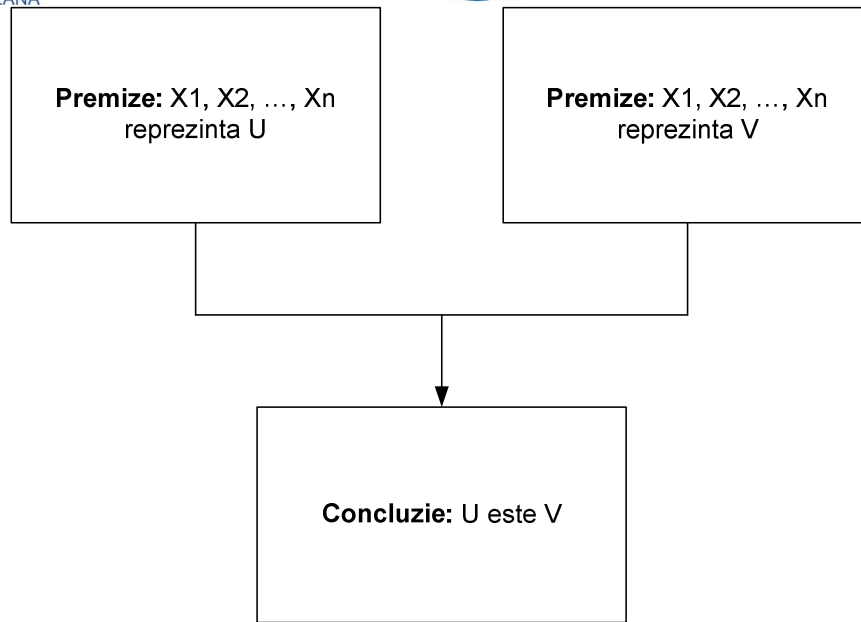 Premize: X1, X2, …, Xn
reprezinta U
Premize: X1, X2, …, Xn
reprezinta V
Concluzie: U este V